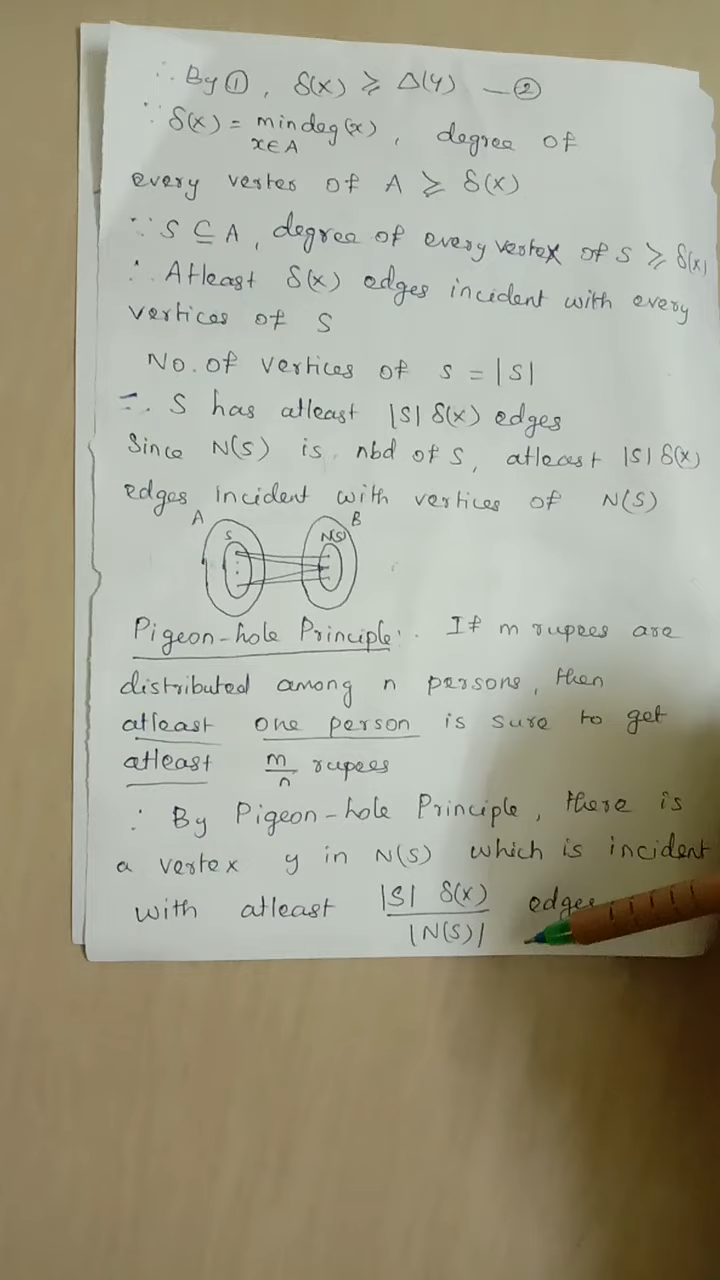 ∴ By ①, δ(x) ≥ Δ(y) — ②
∵ δ(x) = min deg(x), degree of
x∈A
every vertex of A ≥ δ(x)
∵ S ⊆ A, degree of every vertex of S ≥ δ(x)
∴ Atleast δ(x) edges incident with every
vertices of S
No. of vertices of S = |S|
∴ S has atleast |S| δ(x) edges
Since N(S) is nbd of S, atleast |S| δ(x)
edges incident with vertices of N(S)
A B
S N(S)
Pigeon-hole Principle: If m rupees are
distributed among n persons, then
atleast one person is sure to get
atleast m/n rupees
∴ By Pigeon-hole Principle, there is
a vertex y in N(S) which is incident
with atleast |S| δ(x) / |N(S)| edges